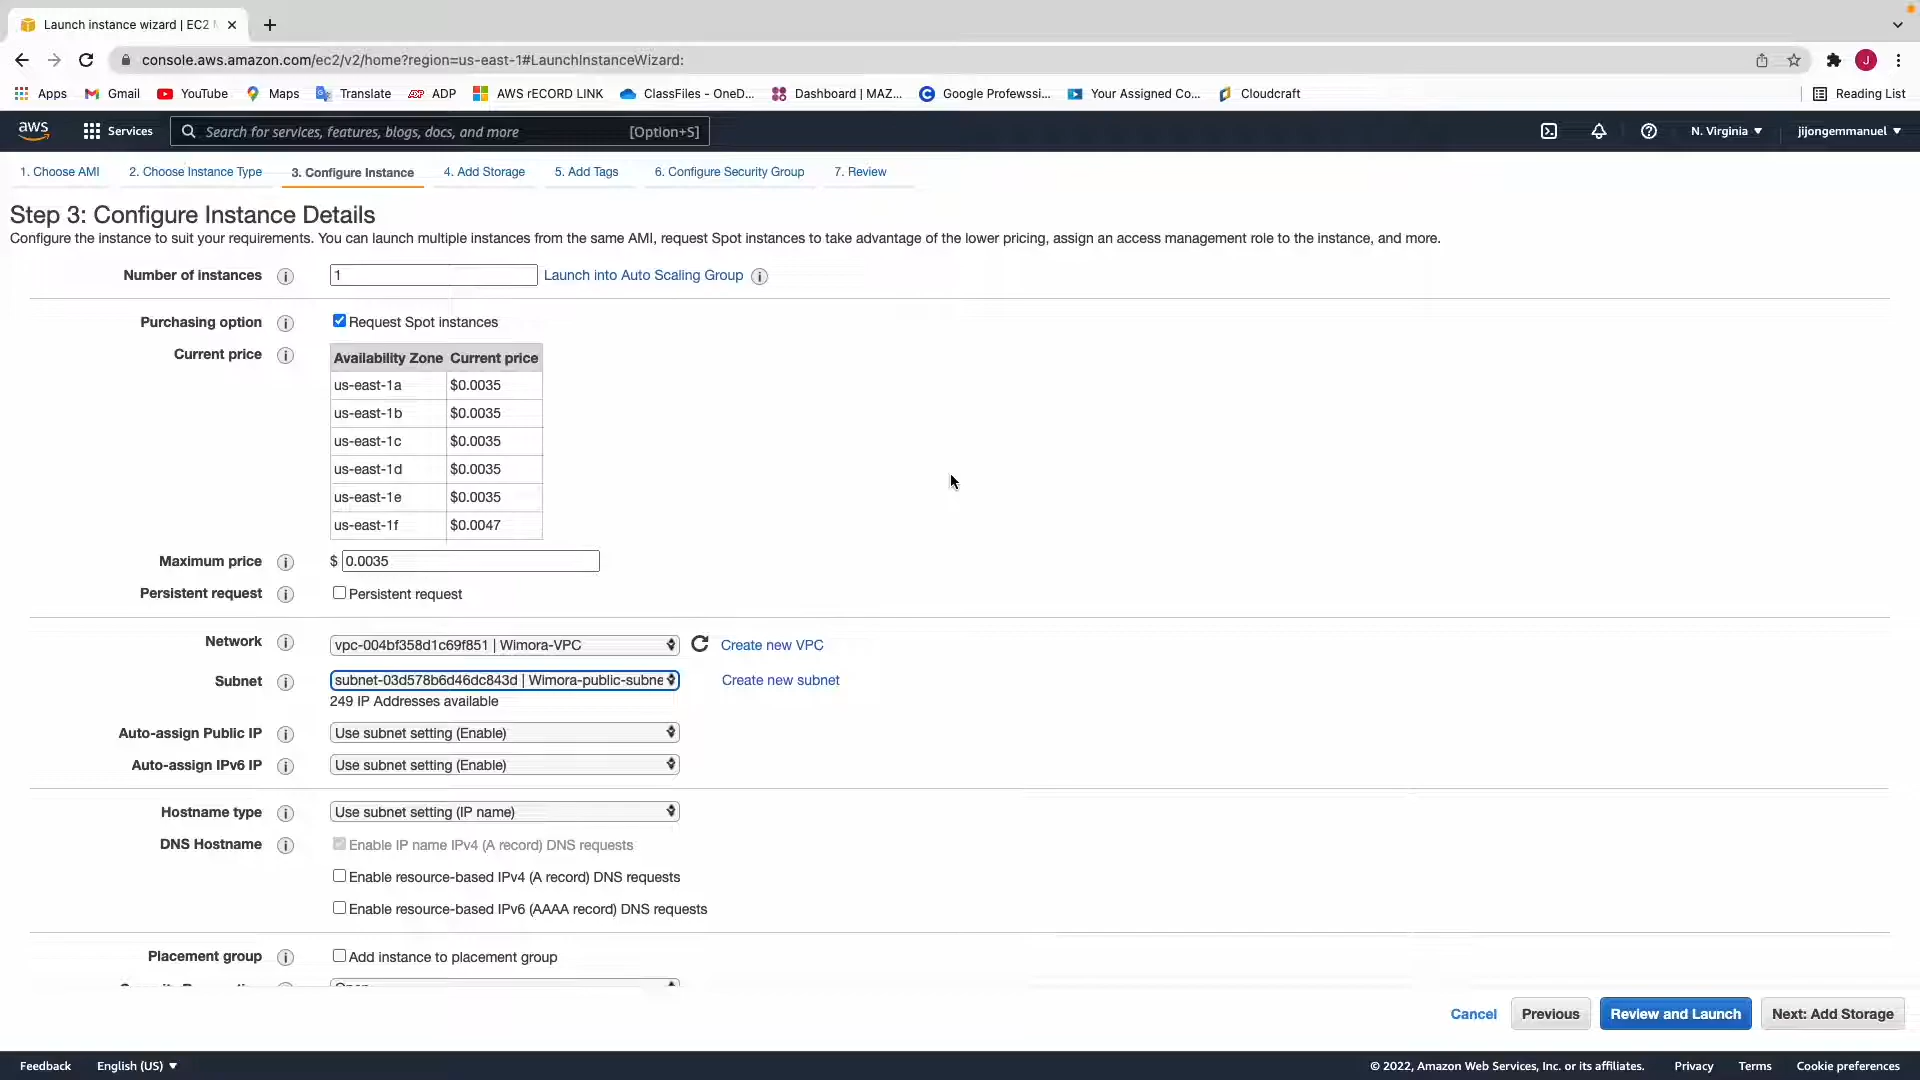 Launch instance wizard | EC2
console.aws.amazon.com/ec2/v2/home?region=us-east-1#LaunchInstanceWizard:
J
Apps
Gmail
YouTube
Maps
Translate
ADP
AWS rECORD LINK
ClassFiles - OneD...
Dashboard | MAZ...
Google Profewssi...
Your Assigned Co...
Cloudcraft
Reading List
aws
Services
Search for services, features, blogs, docs, and more
[Option+S]
N. Virginia
jijongemmanuel
1. Choose AMI
2. Choose Instance Type
3. Configure Instance
4. Add Storage
5. Add Tags
6. Configure Security Group
7. Review
Step 3: Configure Instance Details
Configure the instance to suit your requirements. You can launch multiple instances from the same AMI, request Spot instances to take advantage of the lower pricing, assign an access management role to the instance, and more.
Number of instances
1
Launch into Auto Scaling Group
Purchasing option
Request Spot instances
Current price
Availability Zone Current price
us-east-1a $0.0035
us-east-1b $0.0035
us-east-1c $0.0035
us-east-1d $0.0035
us-east-1e $0.0035
us-east-1f $0.0047
Maximum price
$ 0.0035
Persistent request
Persistent request
Network
vpc-004bf358d1c69f851 | Wimora-VPC
Create new VPC
Subnet
subnet-03d578b6d46dc843d | Wimora-public-subne
Create new subnet
249 IP Addresses available
Auto-assign Public IP
Use subnet setting (Enable)
Auto-assign IPv6 IP
Use subnet setting (Enable)
Hostname type
Use subnet setting (IP name)
DNS Hostname
Enable IP name IPv4 (A record) DNS requests
Enable resource-based IPv4 (A record) DNS requests
Enable resource-based IPv6 (AAAA record) DNS requests
Placement group
Add instance to placement group
Cancel
Previous
Review and Launch
Next: Add Storage
Feedback
English (US)
© 2022, Amazon Web Services, Inc. or its affiliates.
Privacy
Terms
Cookie preferences